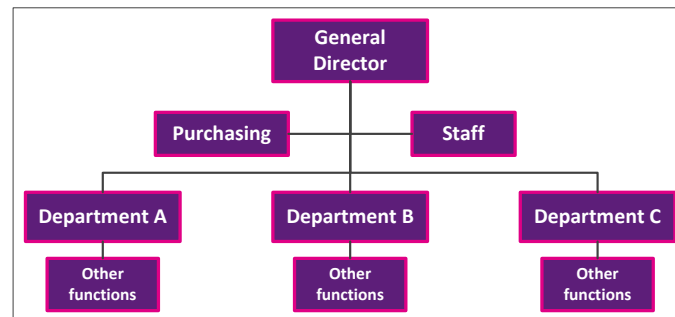 General
Director
Purchasing
Staff
Department A
Department B
Department C
Other
functions
Other
functions
Other
functions